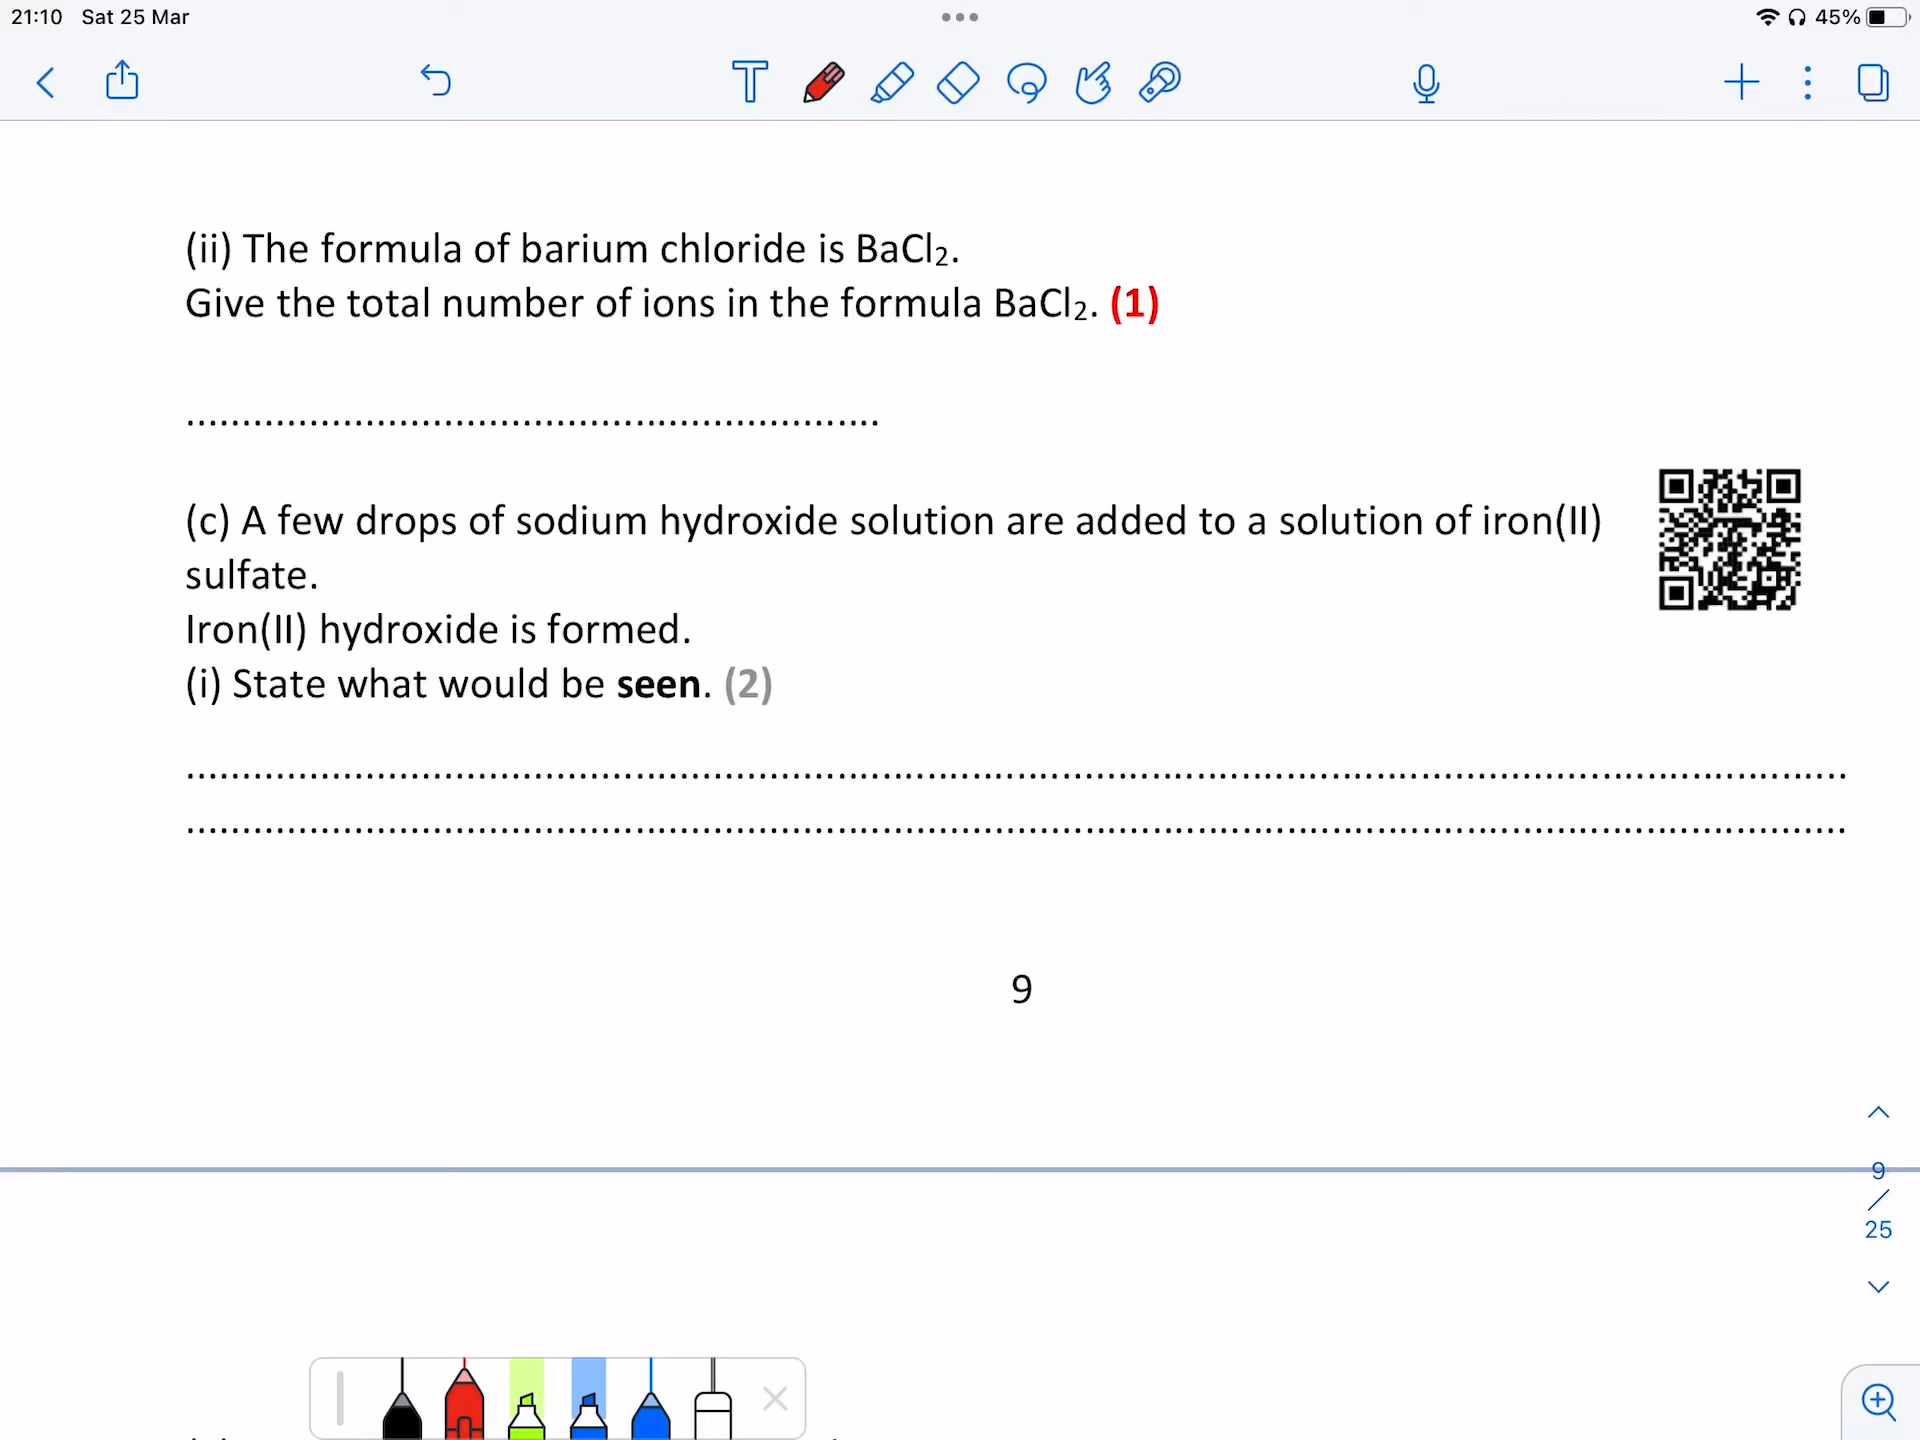 21:10 Sat 25 Mar
45%
(ii) The formula of barium chloride is BaCl₂.
Give the total number of ions in the formula BaCl₂. (1)
..............................................................
(c) A few drops of sodium hydroxide solution are added to a solution of iron(II)
sulfate.
Iron(II) hydroxide is formed.
(i) State what would be seen. (2)
....................................................................................................................................................
....................................................................................................................................................
9
9
/
25